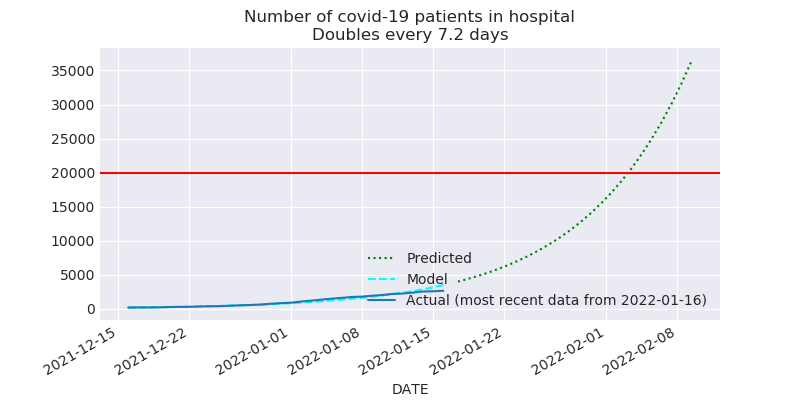 Number of covid-19 patients in hospital
Doubles every 7.2 days
35000
30000
25000
20000
15000
10000
5000
0
Predicted
Model
Actual (most recent data from 2022-01-16)
2021-12-15
2021-12-22
2022-01-01
2022-01-08
2022-01-15
2022-01-22
2022-02-01
2022-02-08
DATE